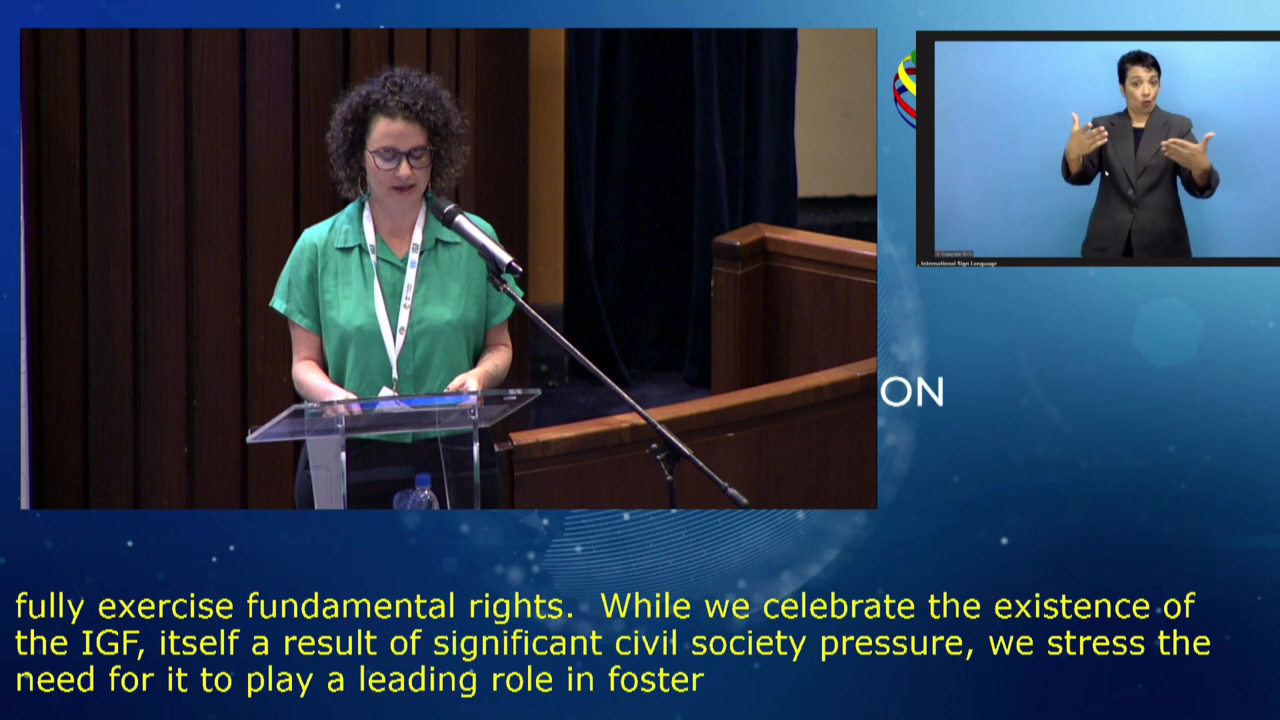 International Sign Language
ON
fully exercise fundamental rights.  While we celebrate the existence of
the IGF, itself a result of significant civil society pressure, we stress the
need for it to play a leading role in foster